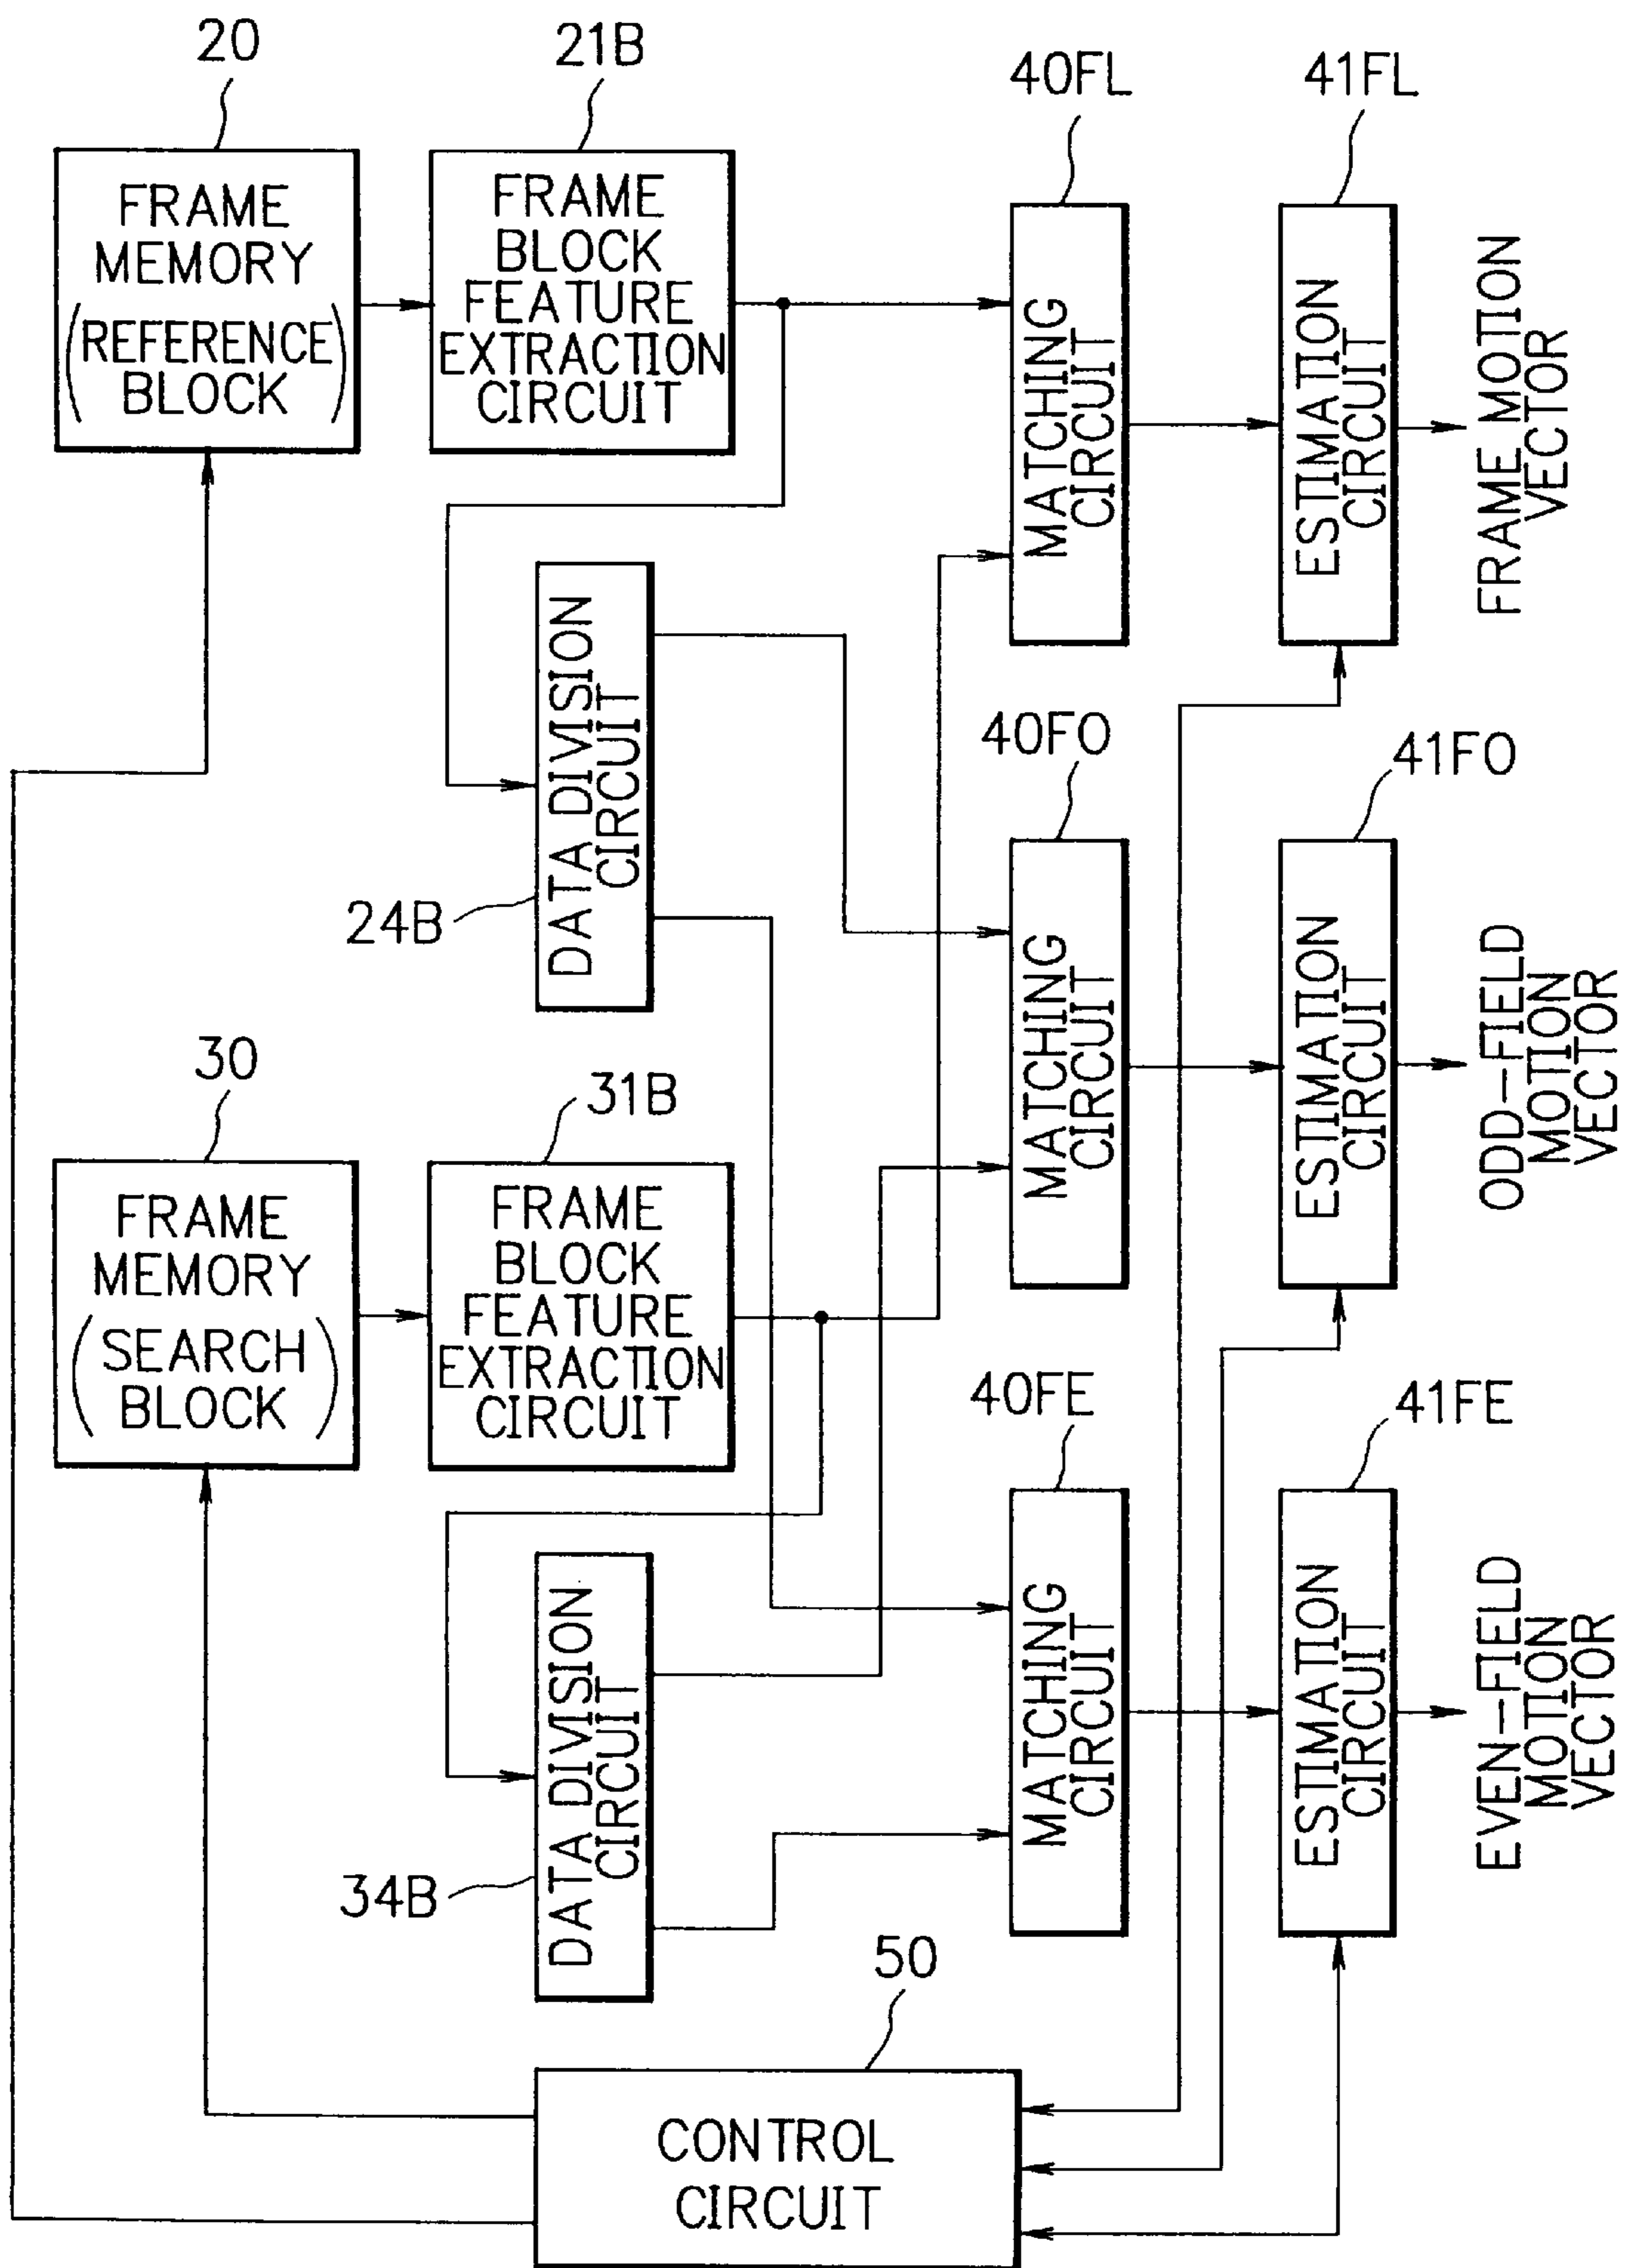 20
21B
40FL
41FL
FRAME
MEMORY
(REFERENCE
BLOCK)
FRAME
BLOCK
FEATURE
EXTRACTION
CIRCUIT
MATCHING
CIRCUIT
ESTIMATION
CIRCUIT
FRAME MOTION
VECTOR
DATA DIVISION
CIRCUIT
24B
40FO
41FO
MATCHING
CIRCUIT
ESTIMATION
CIRCUIT
ODD-FIELD
MOTION
VECTOR
30
31B
FRAME
MEMORY
(SEARCH
BLOCK)
FRAME
BLOCK
FEATURE
EXTRACTION
CIRCUIT
40FE
41FE
DATA DIVISION
CIRCUIT
34B
MATCHING
CIRCUIT
ESTIMATION
CIRCUIT
EVEN-FIELD
MOTION
VECTOR
50
CONTROL
CIRCUIT